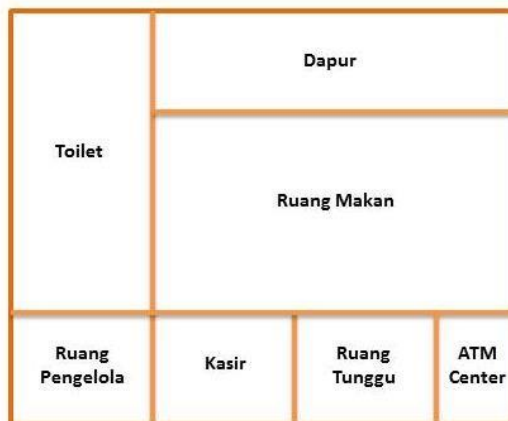 Dapur
Toilet
Ruang Makan
Ruang
Pengelola
Kasir
Ruang
Tunggu
ATM
Center